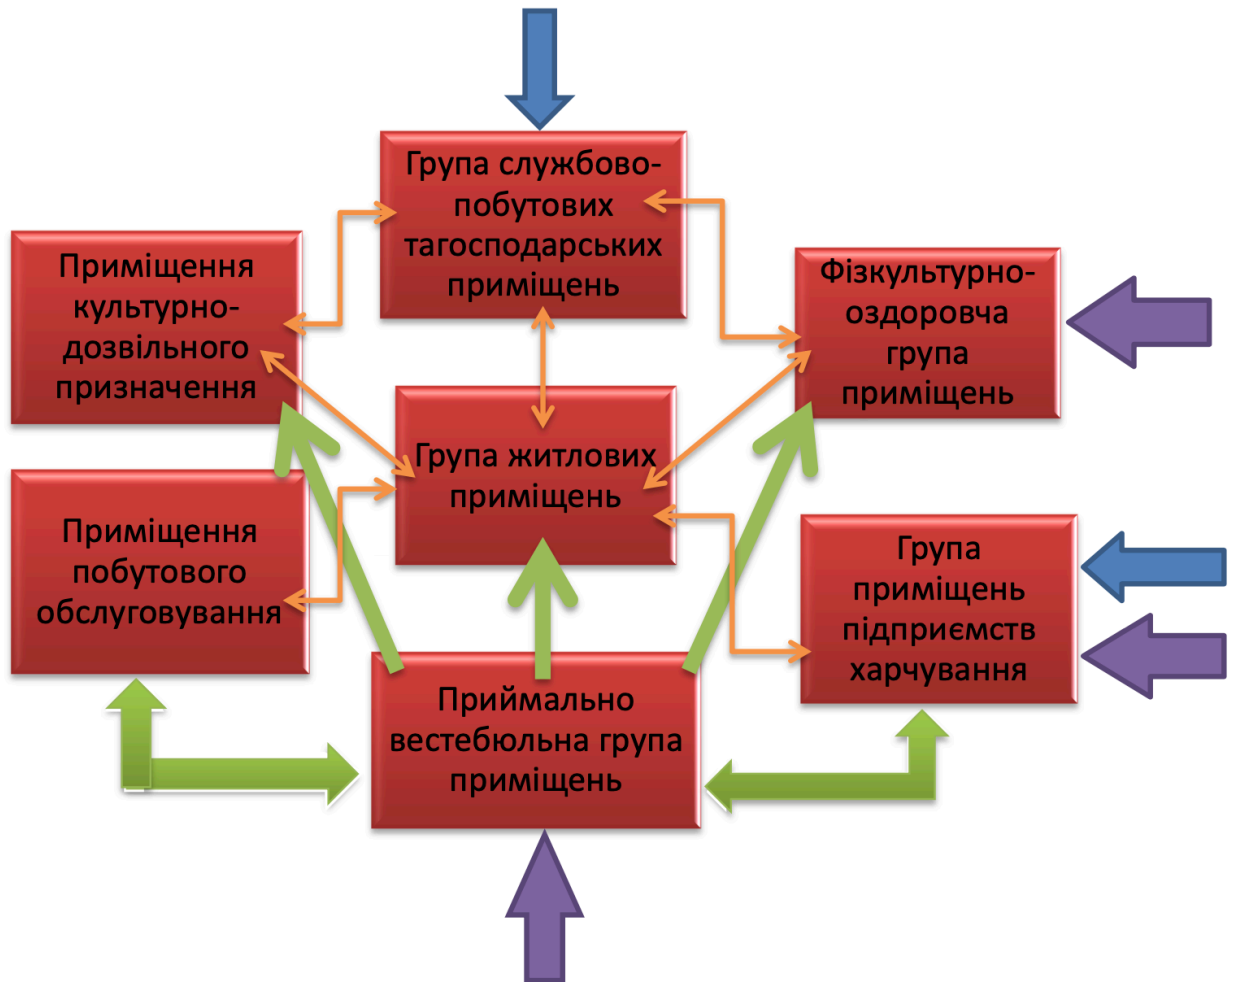 Група службово-
побутових
тагосподарських
приміщень
Приміщення
культурно-
дозвільного
призначення
Фізкультурно-
оздоровча
група
приміщень
Група житлових
приміщень
Приміщення
побутового
обслуговування
Група
приміщень
підприємств
харчування
Приймально
вестебюльна група
приміщень